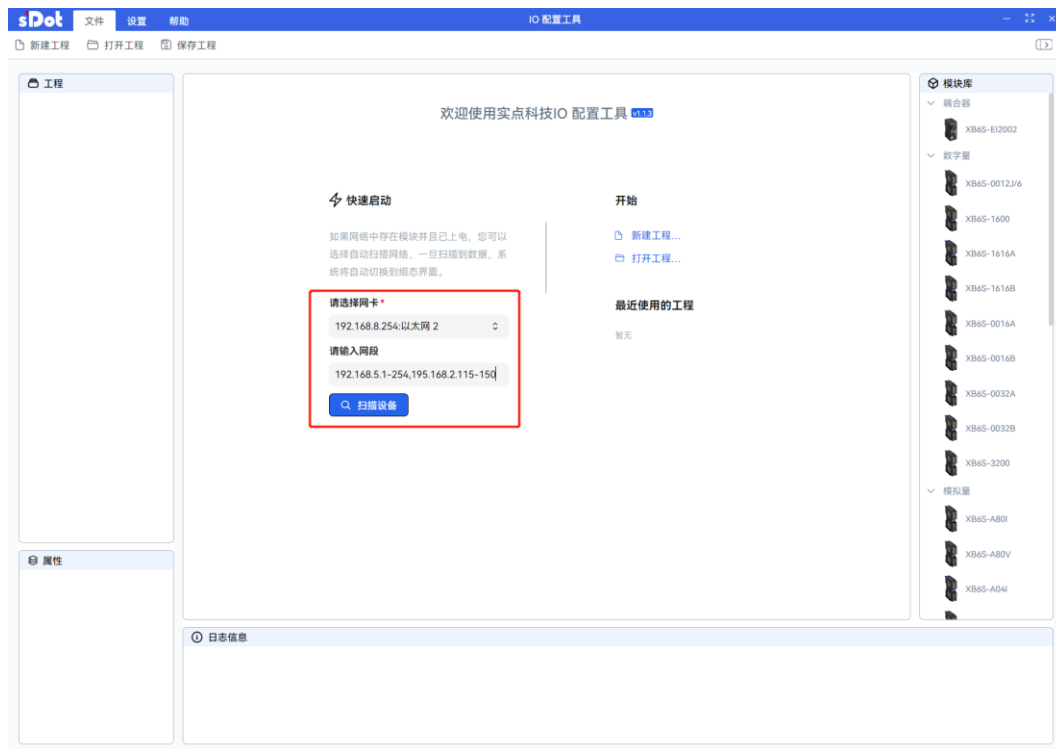 sDot 文件 设置 帮助 IO 配置工具
新建工程 打开工程 保存工程
工程
欢迎使用实点科技IO 配置工具 v1.1.3
快速启动
如果网络中存在模块并且已上电，您可以
选择自动扫描网络，一旦扫描到数据，系
统将自动切换到组态界面。
请选择网卡*
192.168.8.254:以太网 2
请输入网段
192.168.5.1-254,195.168.2.115-150
扫描设备
开始
新建工程...
打开工程...
最近使用的工程
暂无
模块库
耦合器
XB6S-EI2002
数字量
XB6S-0012J/6
XB6S-1600
XB6S-1616A
XB6S-1616B
XB6S-0016A
XB6S-0016B
XB6S-0032A
XB6S-0032B
XB6S-3200
模拟量
XB6S-A80I
XB6S-A80V
XB6S-A04I
属性
日志信息